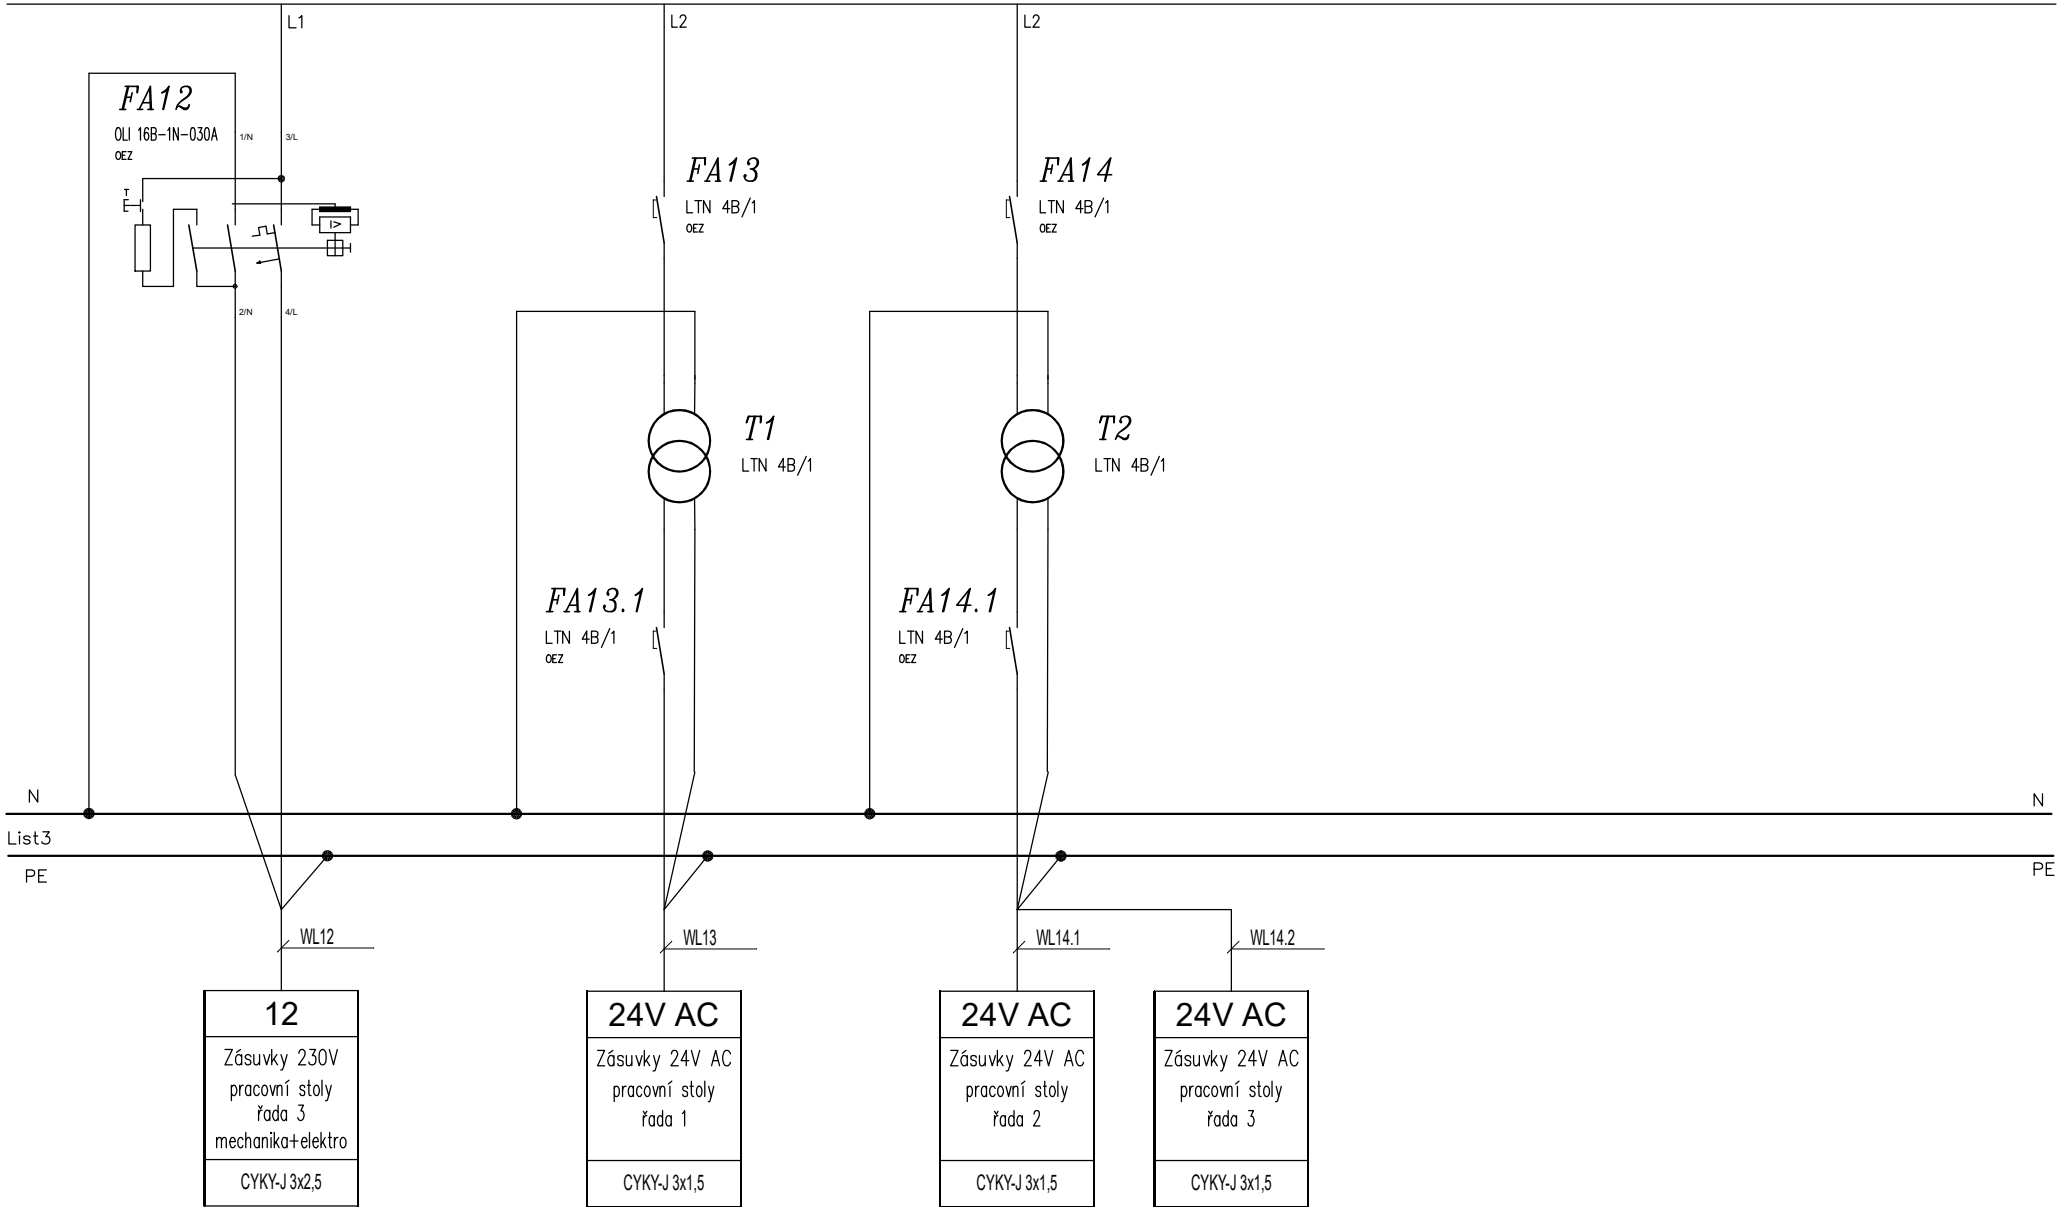 L1
L2
L2
FA12
OLI 16B-1N-030A
OEZ
1/N
3/L
T
E
I>
2/N
4/L
FA13
LTN 4B/1
OEZ
FA14
LTN 4B/1
OEZ
T1
LTN 4B/1
T2
LTN 4B/1
FA13.1
LTN 4B/1
OEZ
FA14.1
LTN 4B/1
OEZ
N
N
List3
PE
PE
WL12
WL13
WL14.1
WL14.2
12
Zásuvky 230V
pracovní stoly
řada 3
mechanika+elektro
CYKY-J 3x2,5
24V AC
Zásuvky 24V AC
pracovní stoly
řada 1
CYKY-J 3x1,5
24V AC
Zásuvky 24V AC
pracovní stoly
řada 2
CYKY-J 3x1,5
24V AC
Zásuvky 24V AC
pracovní stoly
řada 3
CYKY-J 3x1,5